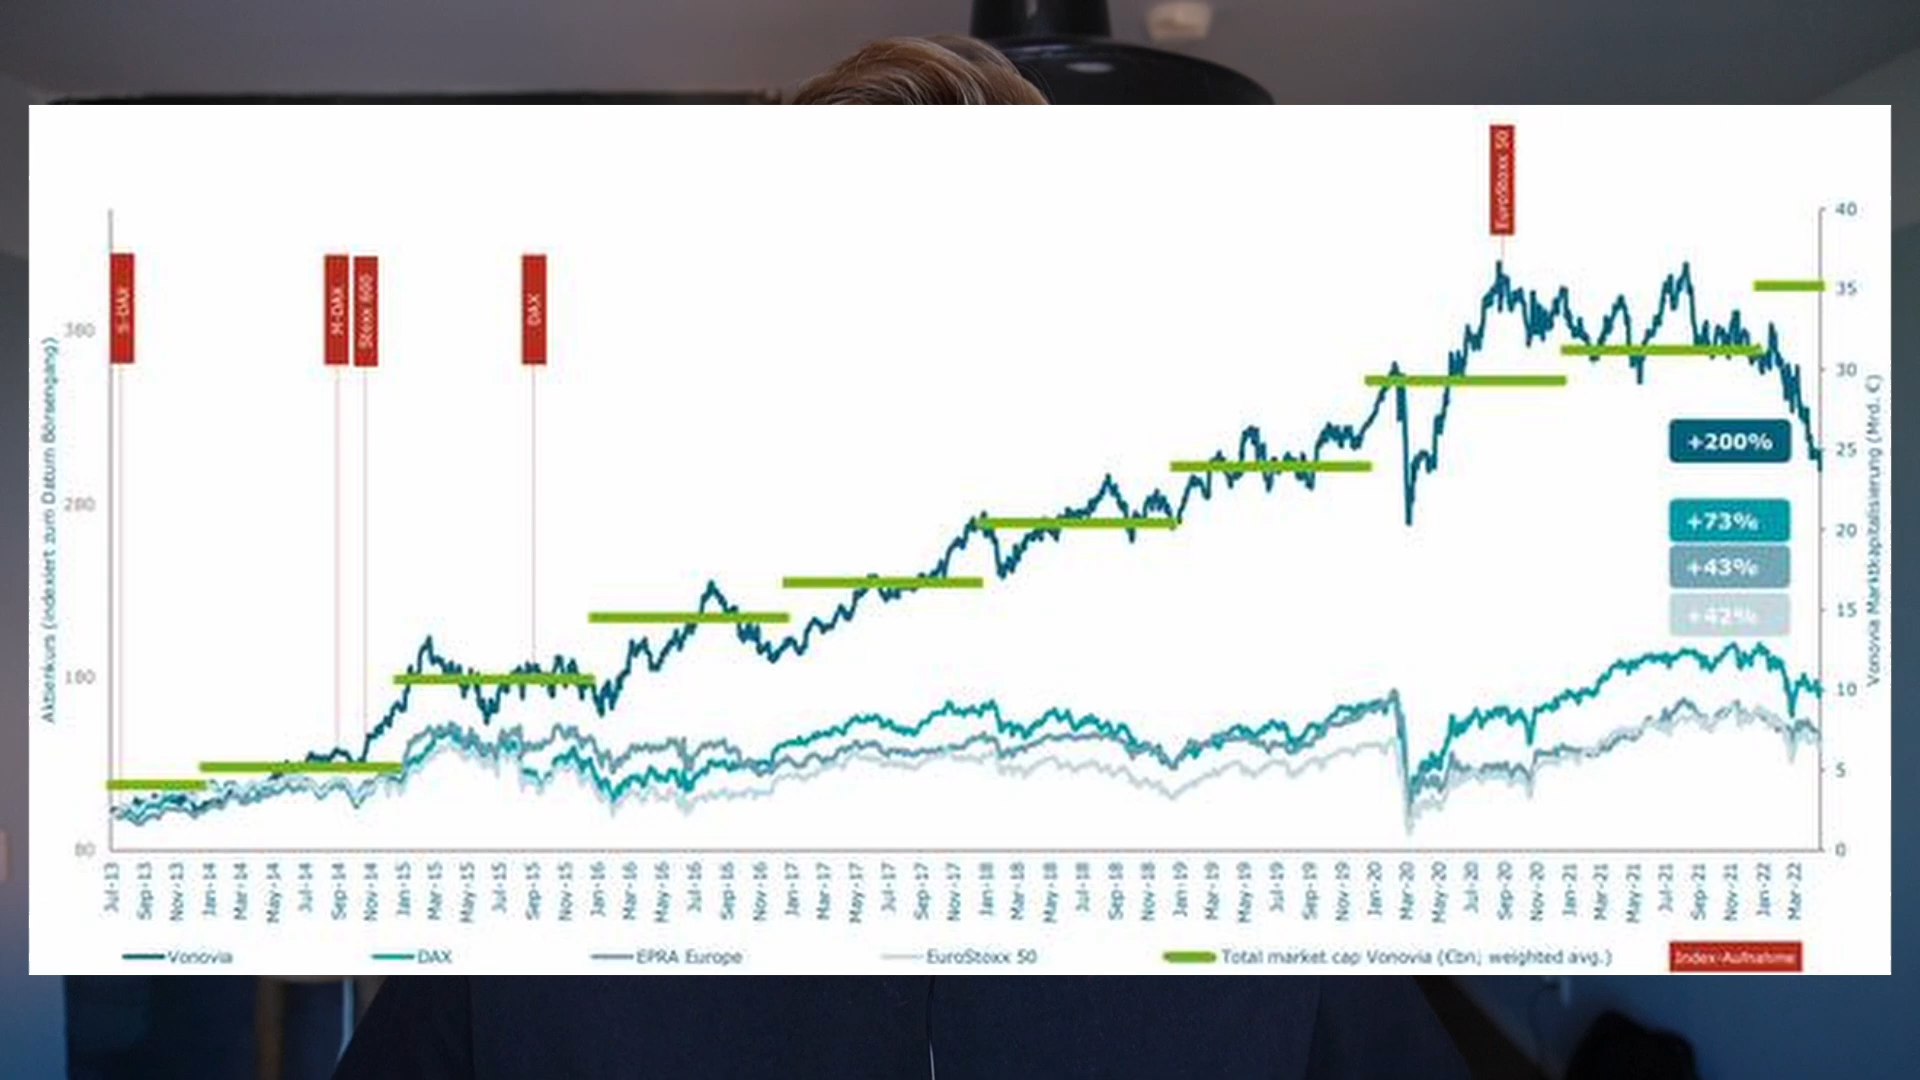 EuroStoxx 50
S-DAX
M-DAX
Stoxx 600
DAX
Aktienkurs (indexiert zum Datum Börsengang)
380
280
180
80
Vonovia Marktkapitalisierung (Mrd. €)
40
35
30
25
20
15
10
5
0
+200%
+73%
+43%
+42%
Jul-13 Sep-13 Nov-13 Jan-14 Mar-14 May-14 Jul-14 Sep-14 Nov-14 Jan-15 Mar-15 May-15 Jul-15 Sep-15 Nov-15 Jan-16 Mar-16 May-16 Jul-16 Sep-16 Nov-16 Jan-17 Mar-17 May-17 Jul-17 Sep-17 Nov-17 Jan-18 Mar-18 May-18 Jul-18 Sep-18 Nov-18 Jan-19 Mar-19 May-19 Jul-19 Sep-19 Nov-19 Jan-20 Mar-20 May-20 Jul-20 Sep-20 Nov-20 Jan-21 Mar-21 May-21 Jul-21 Sep-21 Nov-21 Jan-22 Mar-22
Vonovia DAX EPRA Europe EuroStoxx 50 Total market cap Vonovia (€bn; weighted avg.) Index-Aufnahme